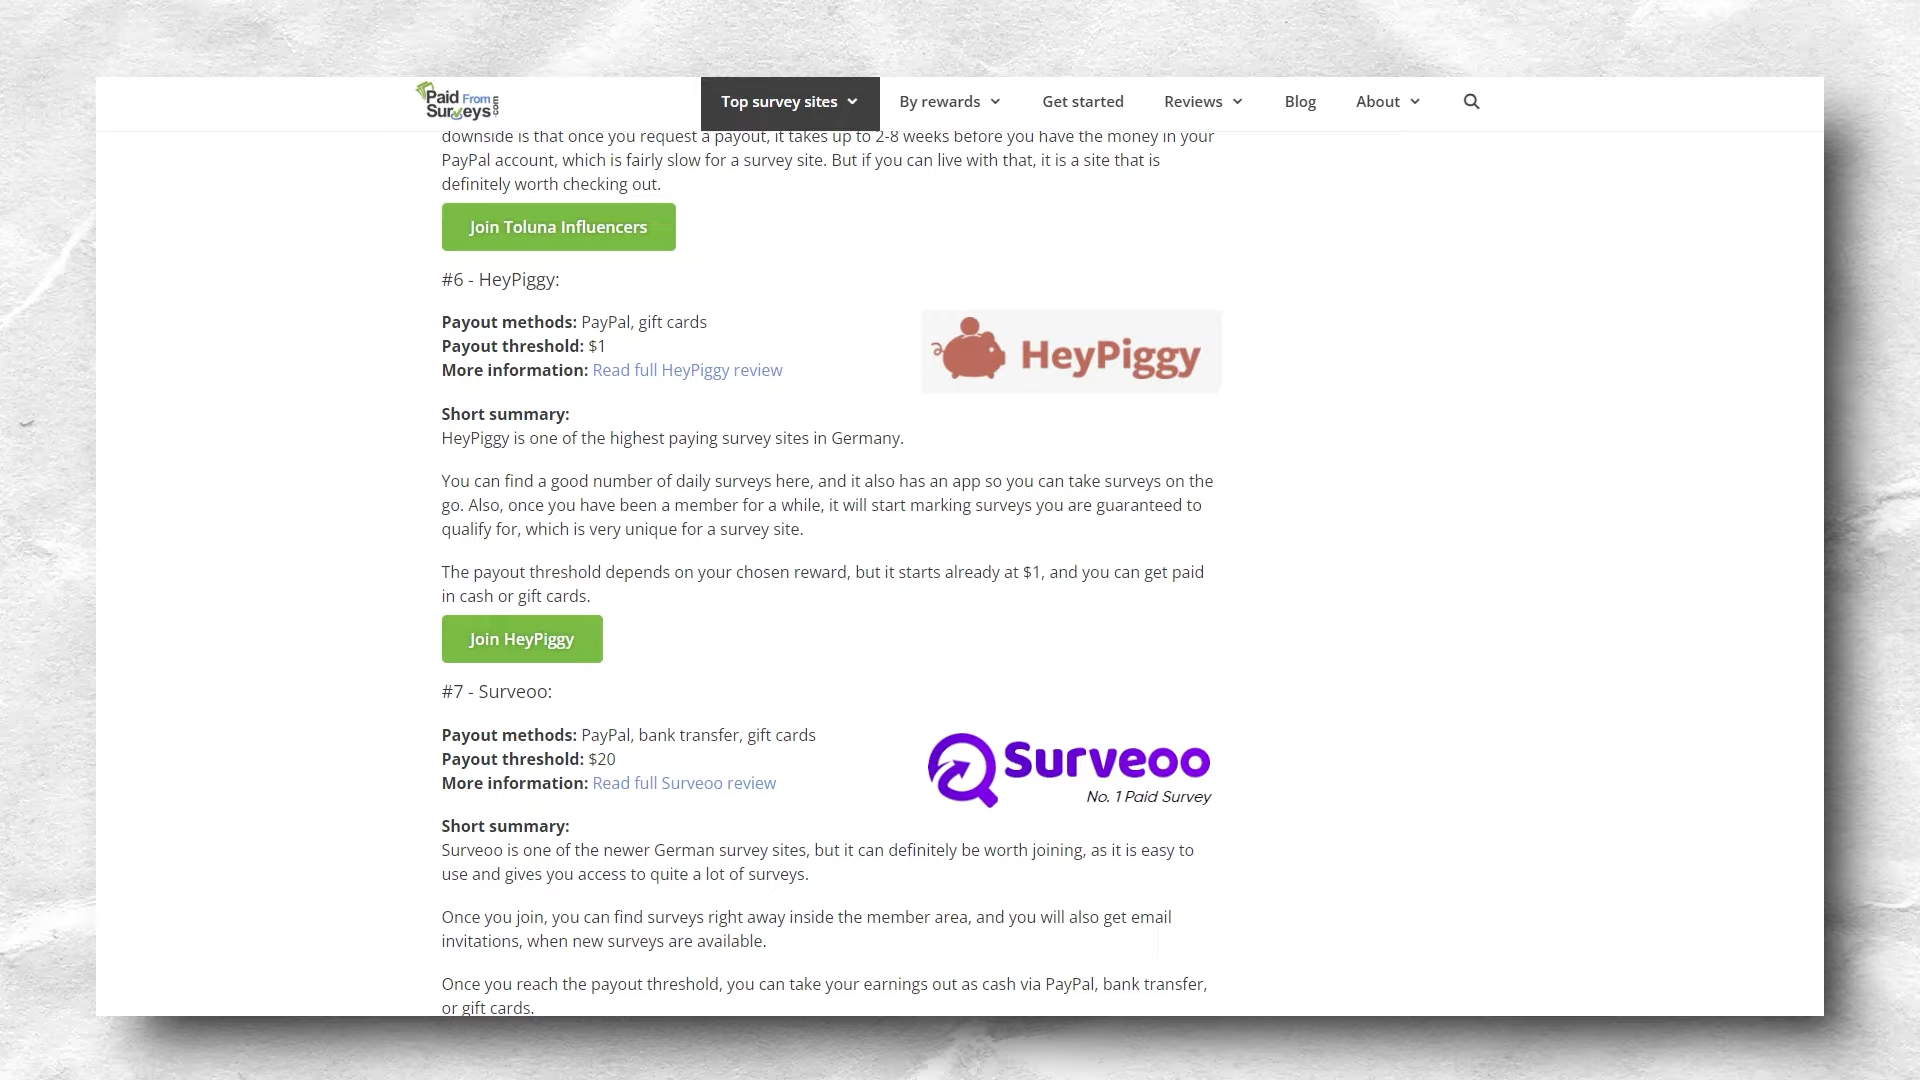 Paid From
Surveys
.COM
Top survey sites
By rewards
Get started
Reviews
Blog
About
downside is that once you request a payout, it takes up to 2-8 weeks before you have the money in your
PayPal account, which is fairly slow for a survey site. But if you can live with that, it is a site that is
definitely worth checking out.
Join Toluna Influencers
#6 - HeyPiggy:
Payout methods: PayPal, gift cards
Payout threshold: $1
More information: Read full HeyPiggy review
HeyPiggy
Short summary:
HeyPiggy is one of the highest paying survey sites in Germany.
You can find a good number of daily surveys here, and it also has an app so you can take surveys on the
go. Also, once you have been a member for a while, it will start marking surveys you are guaranteed to
qualify for, which is very unique for a survey site.
The payout threshold depends on your chosen reward, but it starts already at $1, and you can get paid
in cash or gift cards.
Join HeyPiggy
#7 - Surveoo:
Payout methods: PayPal, bank transfer, gift cards
Payout threshold: $20
More information: Read full Surveoo review
Surveoo
No. 1 Paid Survey
Short summary:
Surveoo is one of the newer German survey sites, but it can definitely be worth joining, as it is easy to
use and gives you access to quite a lot of surveys.
Once you join, you can find surveys right away inside the member area, and you will also get email
invitations, when new surveys are available.
Once you reach the payout threshold, you can take your earnings out as cash via PayPal, bank transfer,
or gift cards.